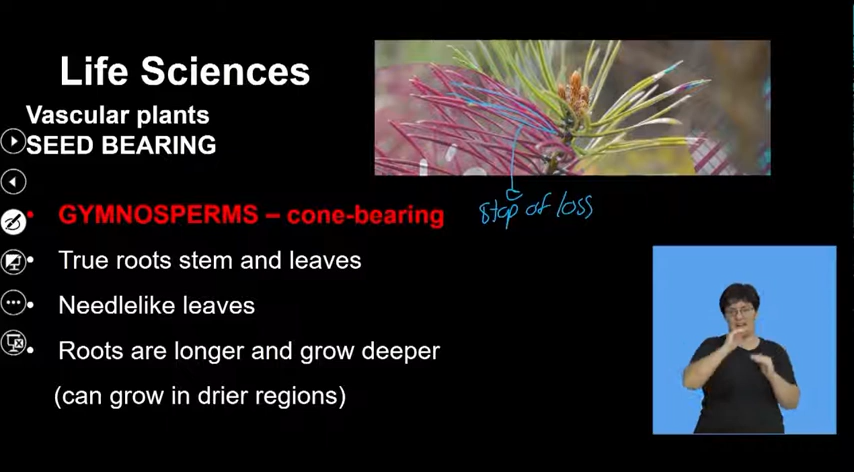 Life Sciences
Vascular plants
SEED BEARING
• GYMNOSPERMS – cone-bearing
stop of loss
• True roots stem and leaves
• Needlelike leaves
• Roots are longer and grow deeper
(can grow in drier regions)